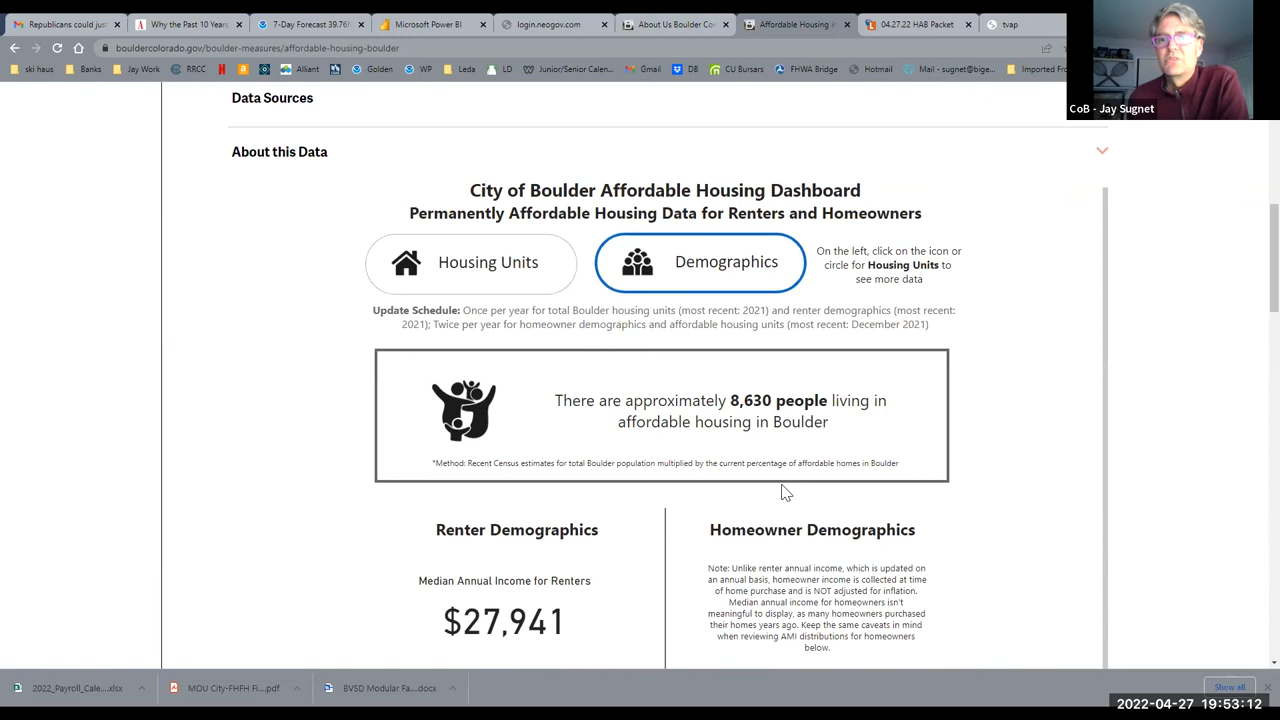 Republicans could just
Why the Past 10 Years
7-Day Forecast 39.76N
Microsoft Power BI
login.neogov.com
About Us Boulder Co
Affordable Housing in
04.27.22 HAB Packet
tvap
bouldercolorado.gov/boulder-measures/affordable-housing-boulder
ski haus
Banks
Jay Work
RRCC
Alliant
Golden
WP
Leda
LD
Junior/Senior Calen...
Gmail
DB
CU Bursars
FHWA Bridge
Hotmail
Mail - sugnet@bige...
Imported Fro
CoB - Jay Sugnet
Data Sources
About this Data
City of Boulder Affordable Housing Dashboard
Permanently Affordable Housing Data for Renters and Homeowners
Housing Units
Demographics
On the left, click on the icon or
circle for Housing Units to
see more data
Update Schedule: Once per year for total Boulder housing units (most recent: 2021) and renter demographics (most recent:
2021); Twice per year for homeowner demographics and affordable housing units (most recent: December 2021)
There are approximately 8,630 people living in
affordable housing in Boulder
*Method: Recent Census estimates for total Boulder population multiplied by the current percentage of affordable homes in Boulder
Renter Demographics
Median Annual Income for Renters
$27,941
Homeowner Demographics
Note: Unlike renter annual income, which is updated on
an annual basis, homeowner income is collected at time
of home purchase and is NOT adjusted for inflation.
Median annual income for homeowners isn't
meaningful to display, as many homeowners purchased
their homes years ago. Keep the same caveats in mind
when reviewing AMI distributions for homeowners
below.
2022_Payroll_Cale....xlsx
MOU City-FHFH Fi....pdf
BVSD Modular Fa....docx
Show all
2022-04-27 19:53:12